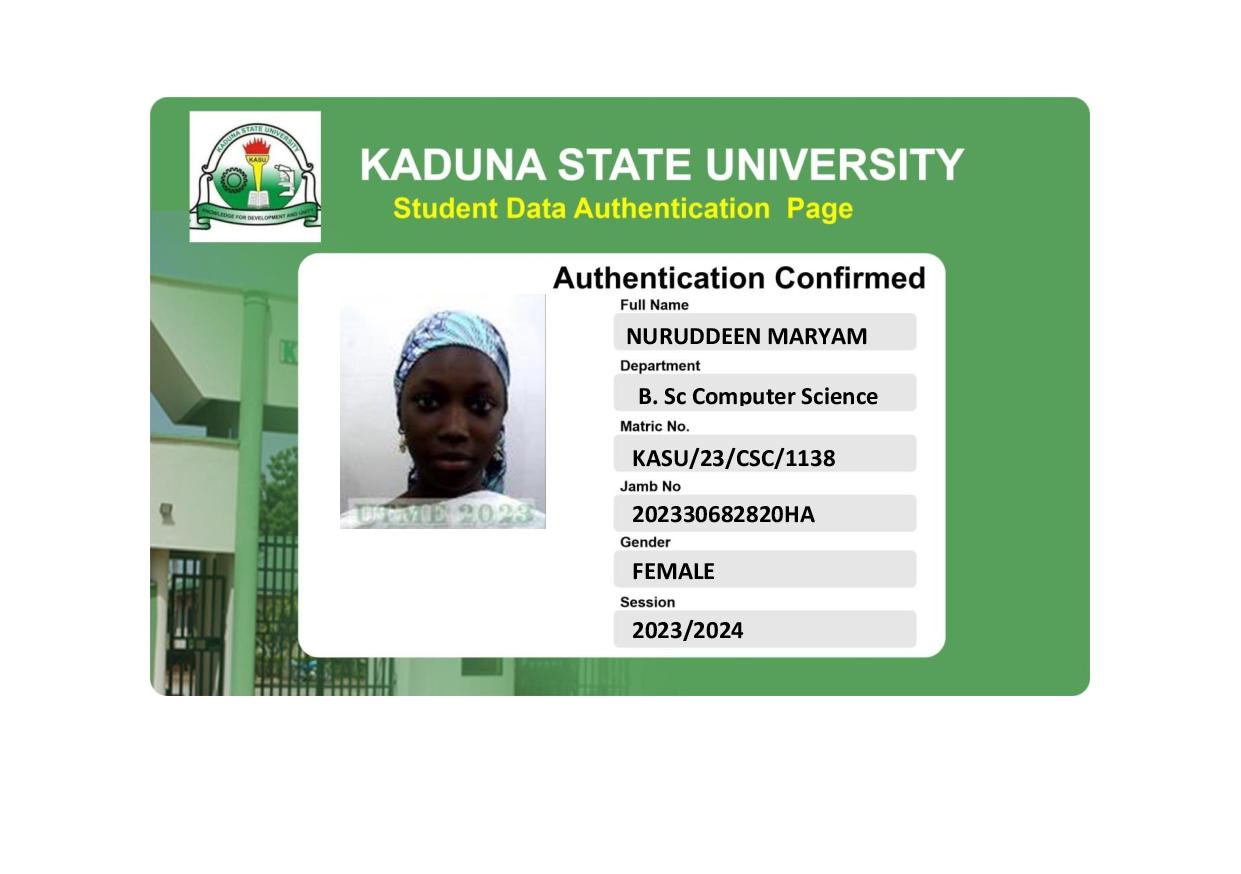 KADUNA STATE UNIVERSITY
KASU
KNOWLEDGE FOR DEVELOPMENT AND UNITY
KADUNA STATE UNIVERSITY
Student Data Authentication Page
Authentication Confirmed
Full Name
NURUDDEEN MARYAM
Department
B. Sc Computer Science
Matric No.
KASU/23/CSC/1138
Jamb No
202330682820HA
Gender
FEMALE
Session
2023/2024
UTME 2023
K